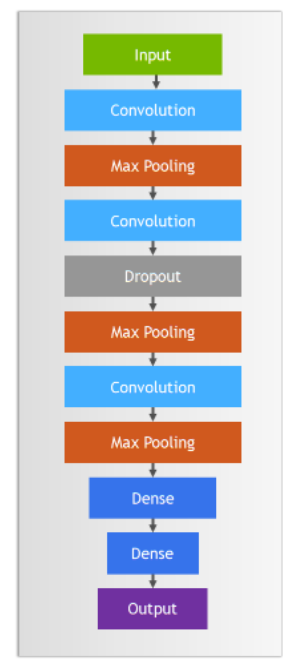 Input
Convolution
Max Pooling
Convolution
Dropout
Max Pooling
Convolution
Max Pooling
Dense
Dense
Output